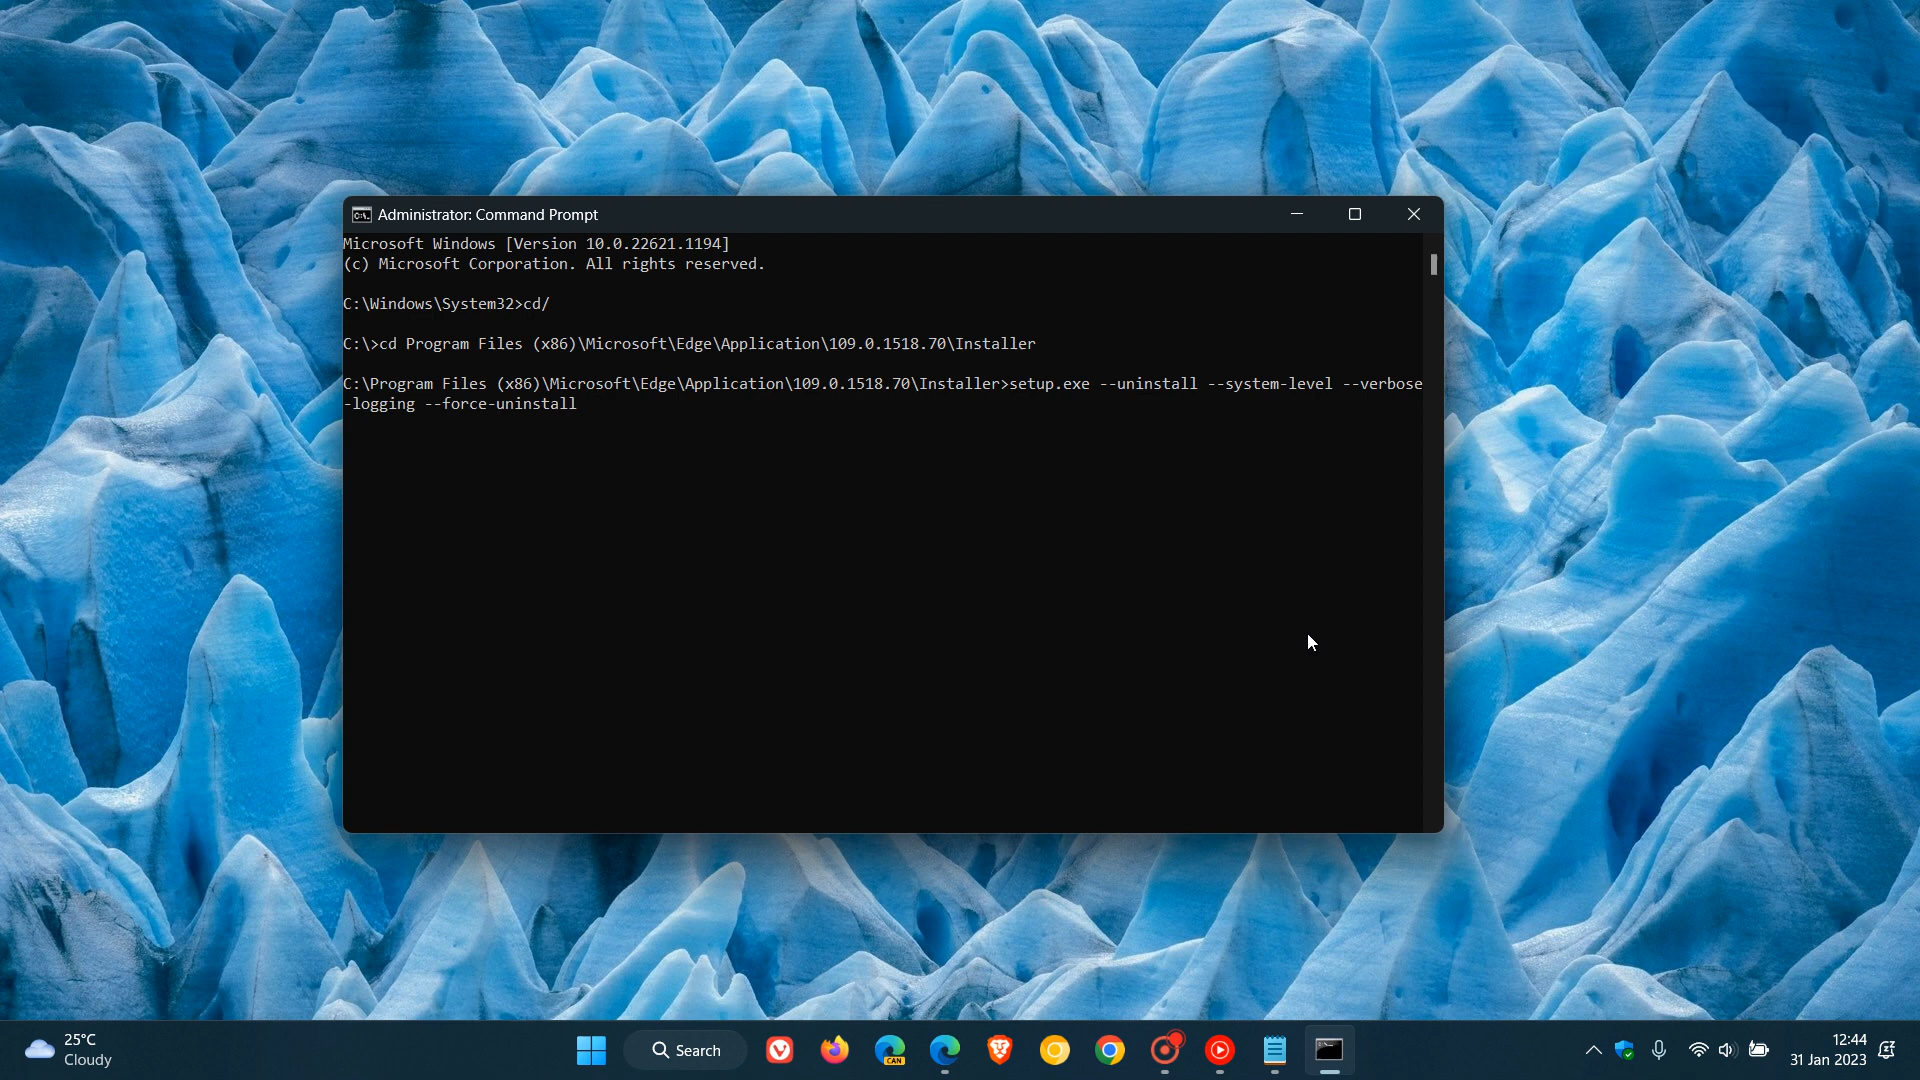 Administrator: Command Prompt
Microsoft Windows [Version 10.0.22621.1194]
(c) Microsoft Corporation. All rights reserved.
C:\Windows\System32>cd/
C:\>cd Program Files (x86)\Microsoft\Edge\Application\109.0.1518.70\Installer
C:\Program Files (x86)\Microsoft\Edge\Application\109.0.1518.70\Installer>setup.exe --uninstall --system-level --verbose
-logging --force-uninstall
25°C
Cloudy
Search
CAN
12:44
31 Jan 2023